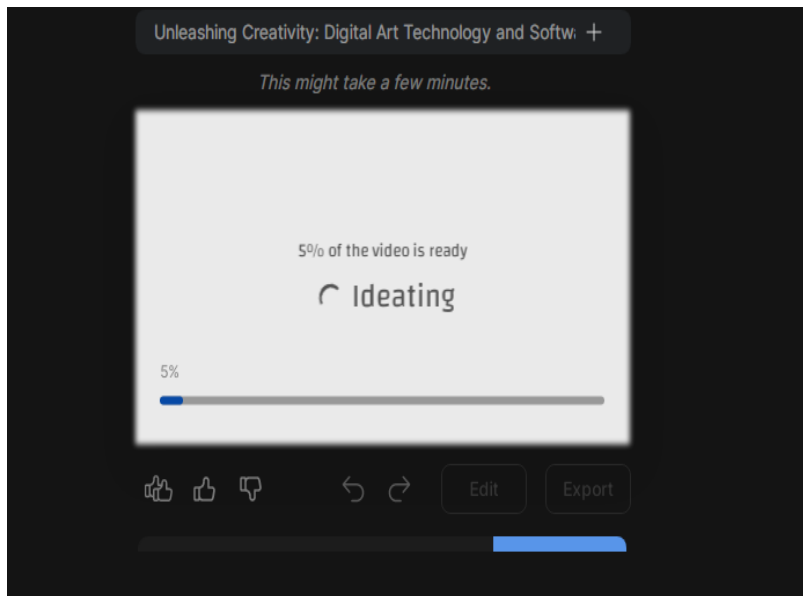 Unleashing Creativity: Digital Art Technology and Softw
This might take a few minutes.
5% of the video is ready
Ideating
5%
Edit
Export